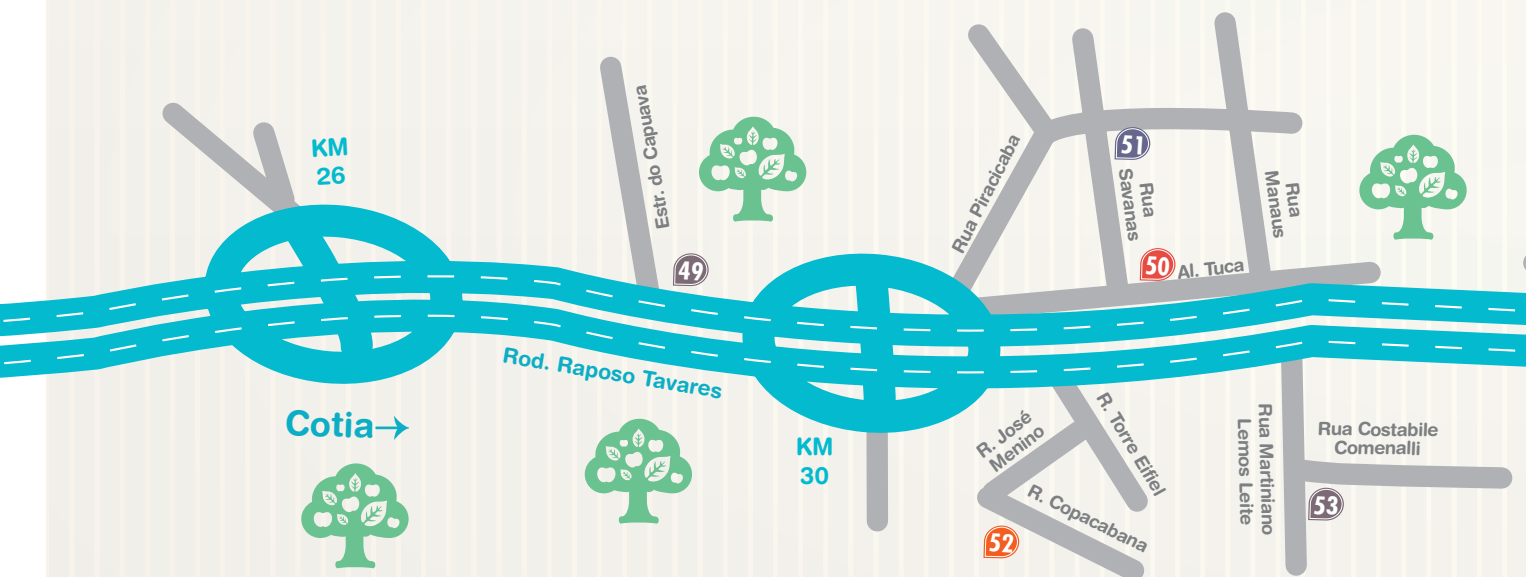 KM
26
Estr. do Capuava
49
Rua Piracicaba
51
Rua
Savanas
Rua
Manaus
50
Al. Tuca
Rod. Raposo Tavares
Cotia→
KM
30
R. José
Menino
R. Torre Eiffel
R. Copacabana
52
Rua Martiniano
Lemos Leite
Rua Costabile
Comenalli
53